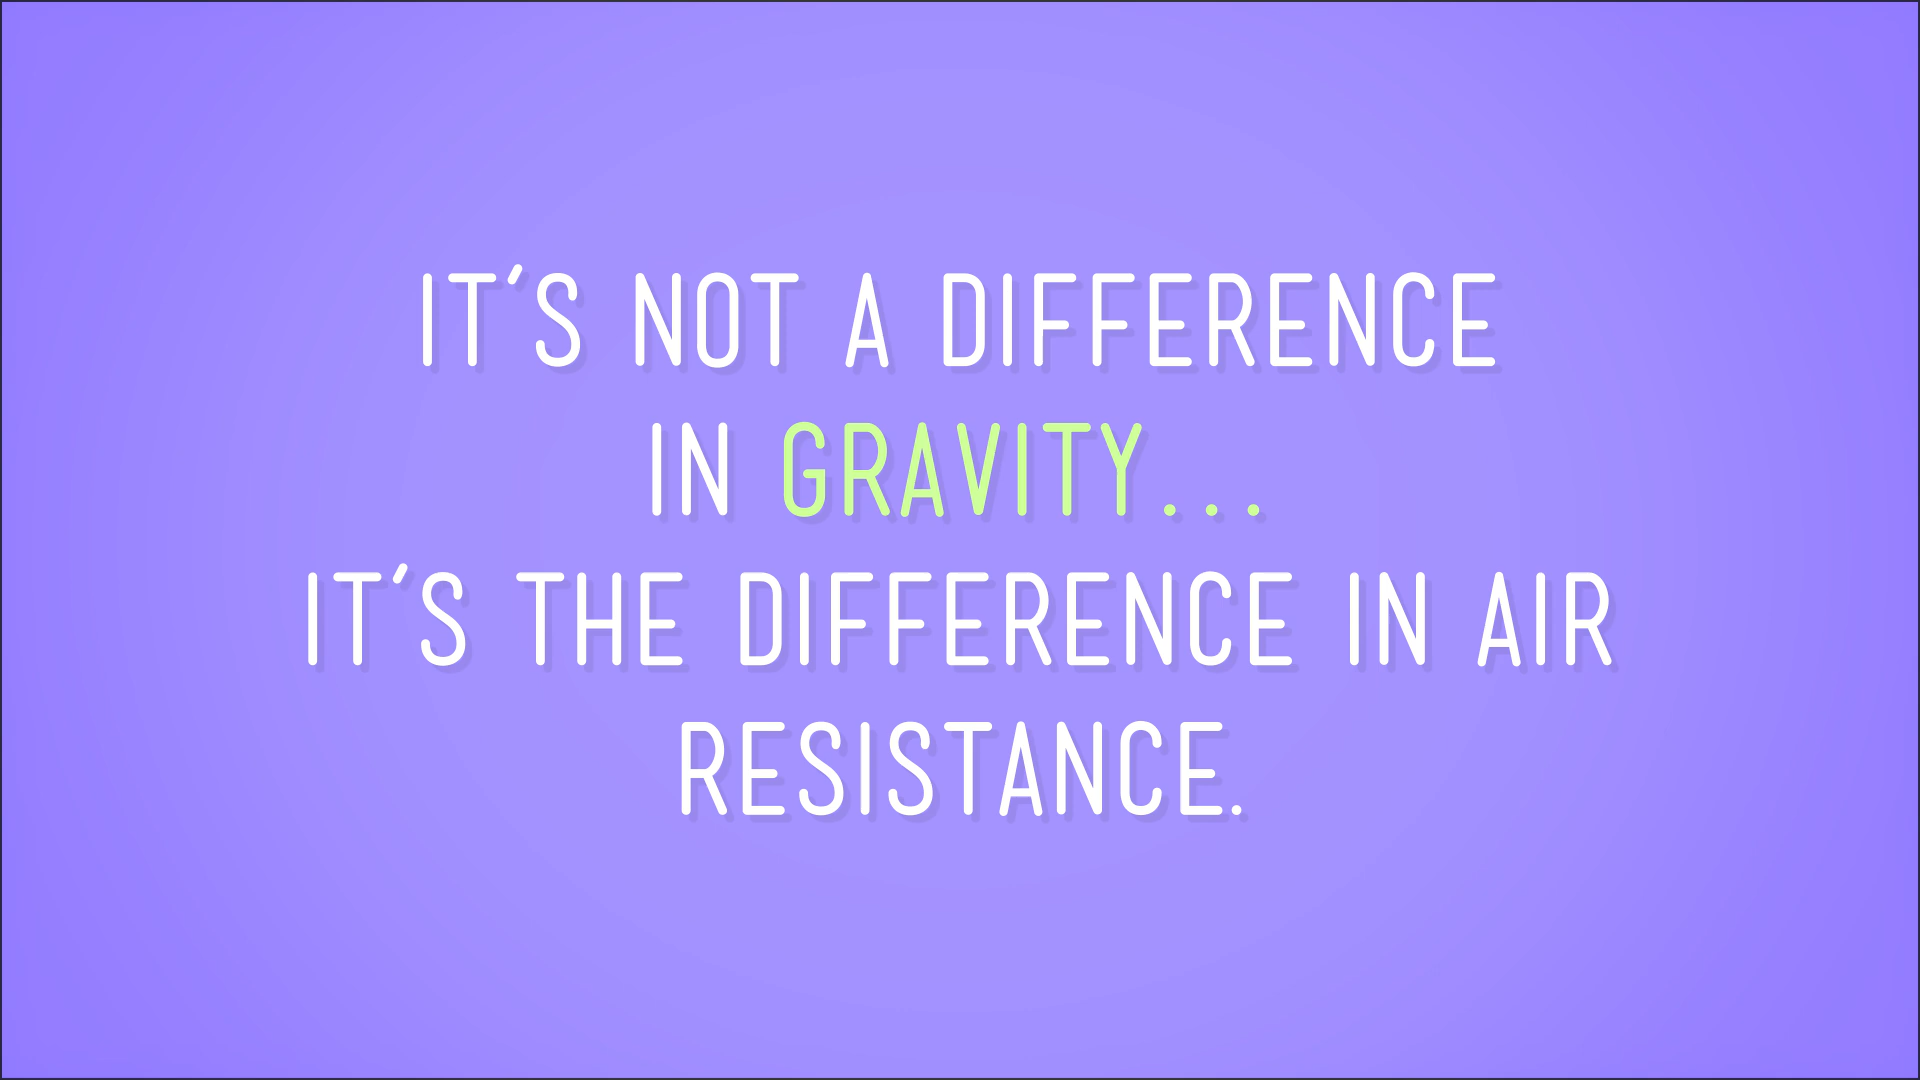 IT'S NOT A DIFFERENCE
IN GRAVITY...
IT'S THE DIFFERENCE IN AIR
RESISTANCE.